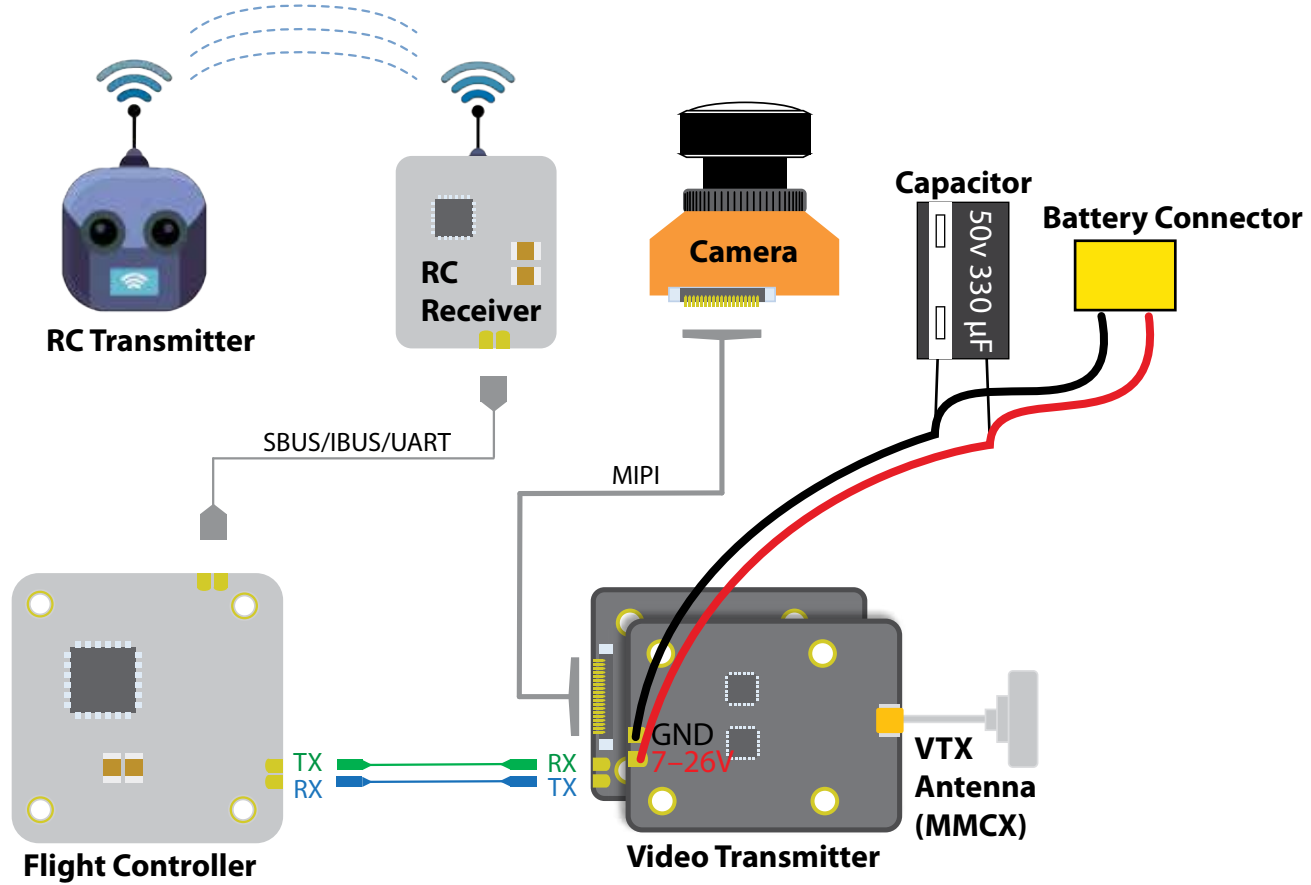 RC Transmitter
RC
Receiver
Camera
Capacitor
50v 330 µF
Battery Connector
SBUS/IBUS/UART
MIPI
TX
RX
RX
TX
GND
7–26V
VTX
Antenna
(MMCX)
Flight Controller
Video Transmitter